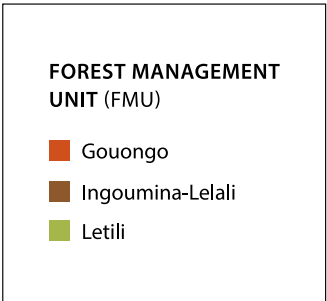 FOREST MANAGEMENT
UNIT (FMU)
Gouongo
Ingoumina-Lelali
Letili